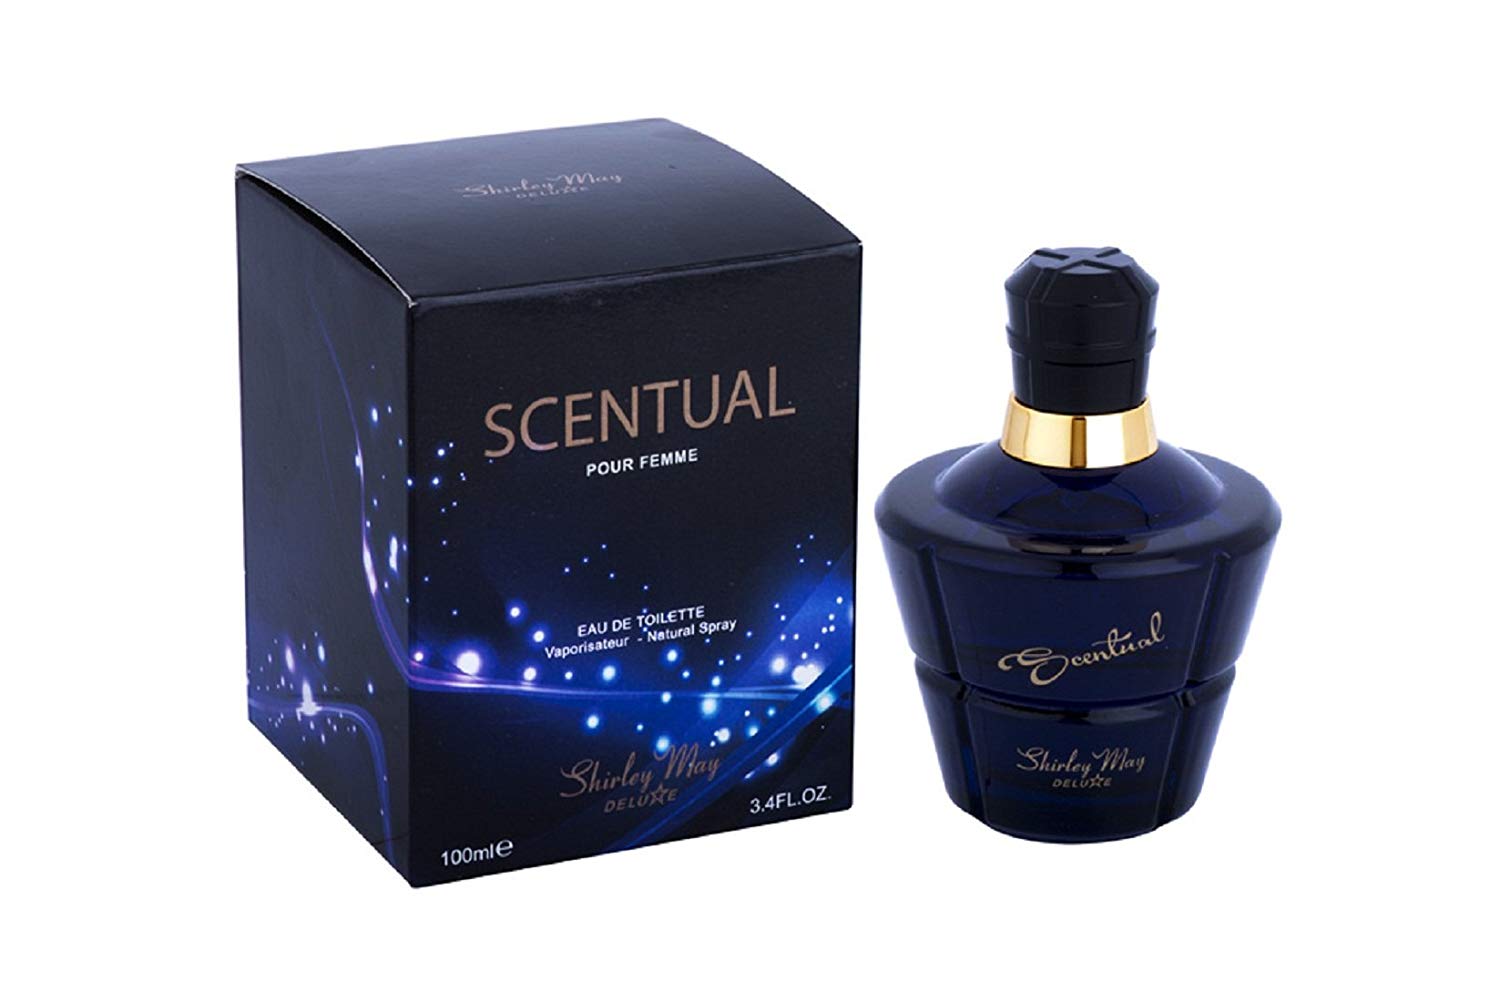 Shirley May
DELUXE
SCENTUAL
POUR FEMME
EAU DE TOILETTE
Vaporisateur - Natural Spray
Shirley May
DELUXE
100ml℮
3.4FL.OZ.
Scentual
Shirley May
DELUXE